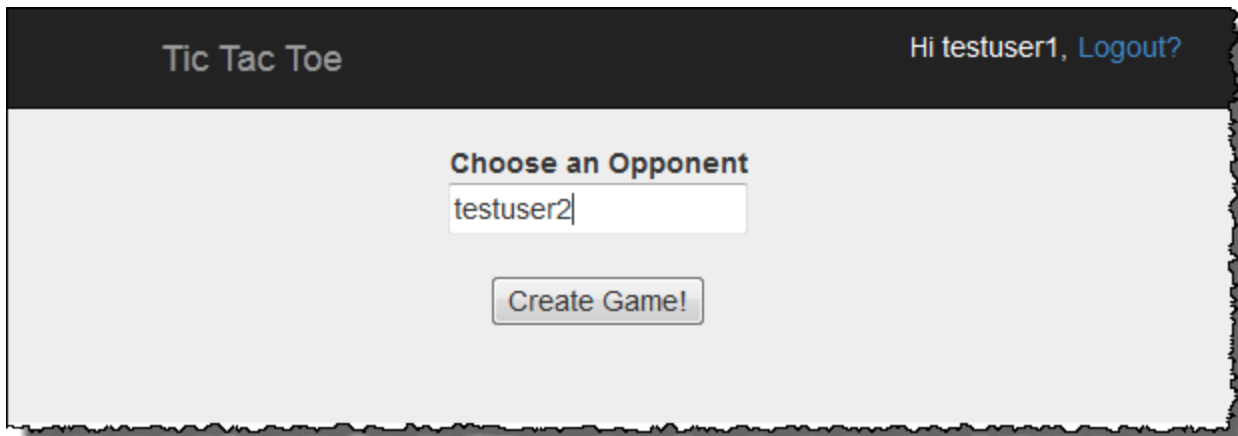 Tic Tac Toe
Hi testuser1, Logout?
Choose an Opponent
testuser2
Create Game!